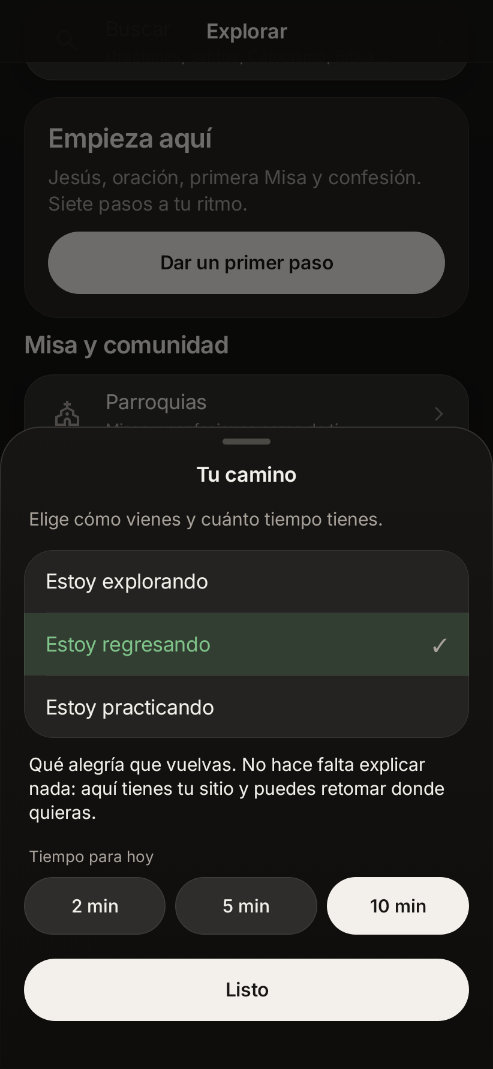 Buscar
Explorar
Empieza aquí
Jesús, oración, primera Misa y confesión.
Siete pasos a tu ritmo.
Dar un primer paso
Misa y comunidad
Parroquias
Tu camino
Elige cómo vienes y cuánto tiempo tienes.
Estoy explorando
Estoy regresando
Estoy practicando
Qué alegría que vuelvas. No hace falta explicar
nada: aquí tienes tu sitio y puedes retomar donde
quieras.
Tiempo para hoy
2 min
5 min
10 min
Listo